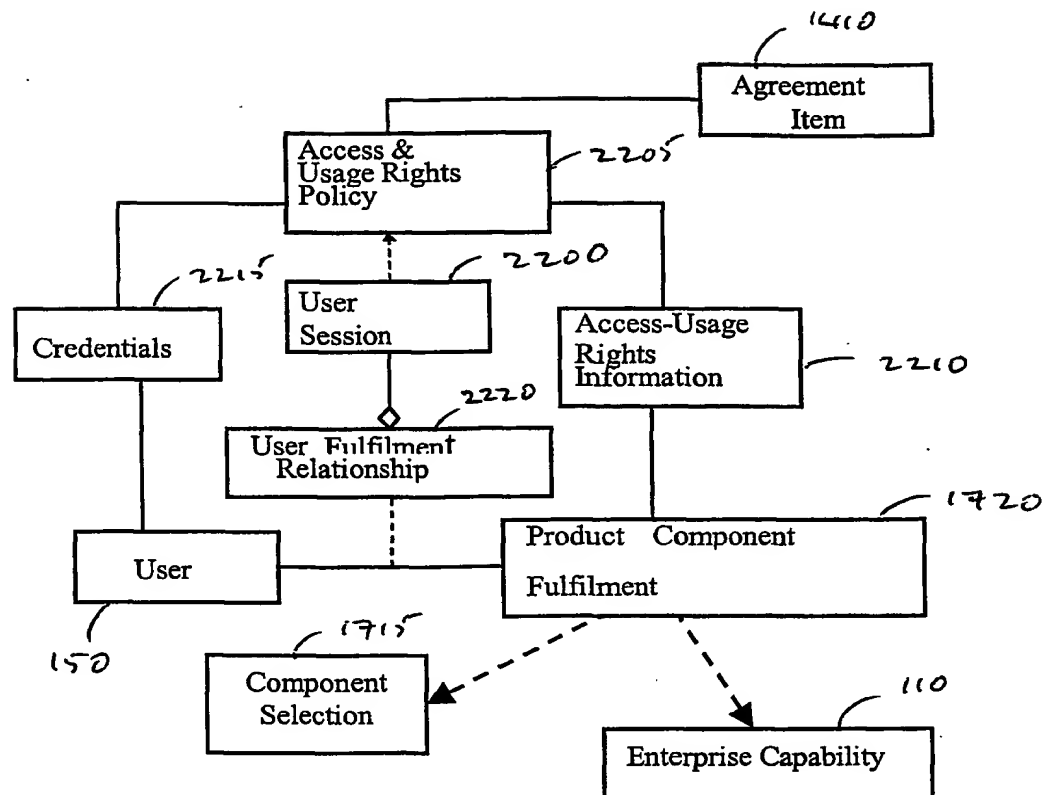 1410
Agreement
Item
Access &
Usage Rights
Policy
2205
2215
2200
User
Session
Access-Usage
Rights
Information
Credentials
2210
2220
User Fulfilment
Relationship
1720
Product Component
Fulfilment
User
150
1715
Component
Selection
110
Enterprise Capability